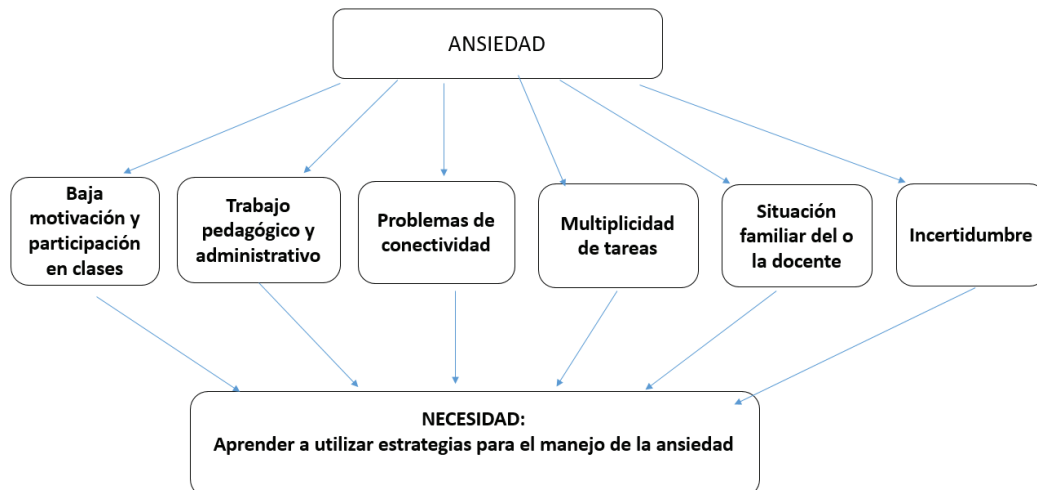 ANSIEDAD
Baja
motivación y
participación
en clases
Trabajo
pedagógico y
administrativo
Problemas de
conectividad
Multiplicidad
de tareas
Situación
familiar del o
la docente
Incertidumbre
NECESIDAD:
Aprender a utilizar estrategias para el manejo de la ansiedad